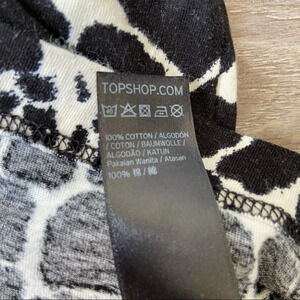 TOPSHOP.COM
100% COTTON / ALGODÓN
/ COTON / BAUMWOLLE /
ALGODÃO / KATUN
Pakaian Wanita / Atasan
100% 棉 / 綿